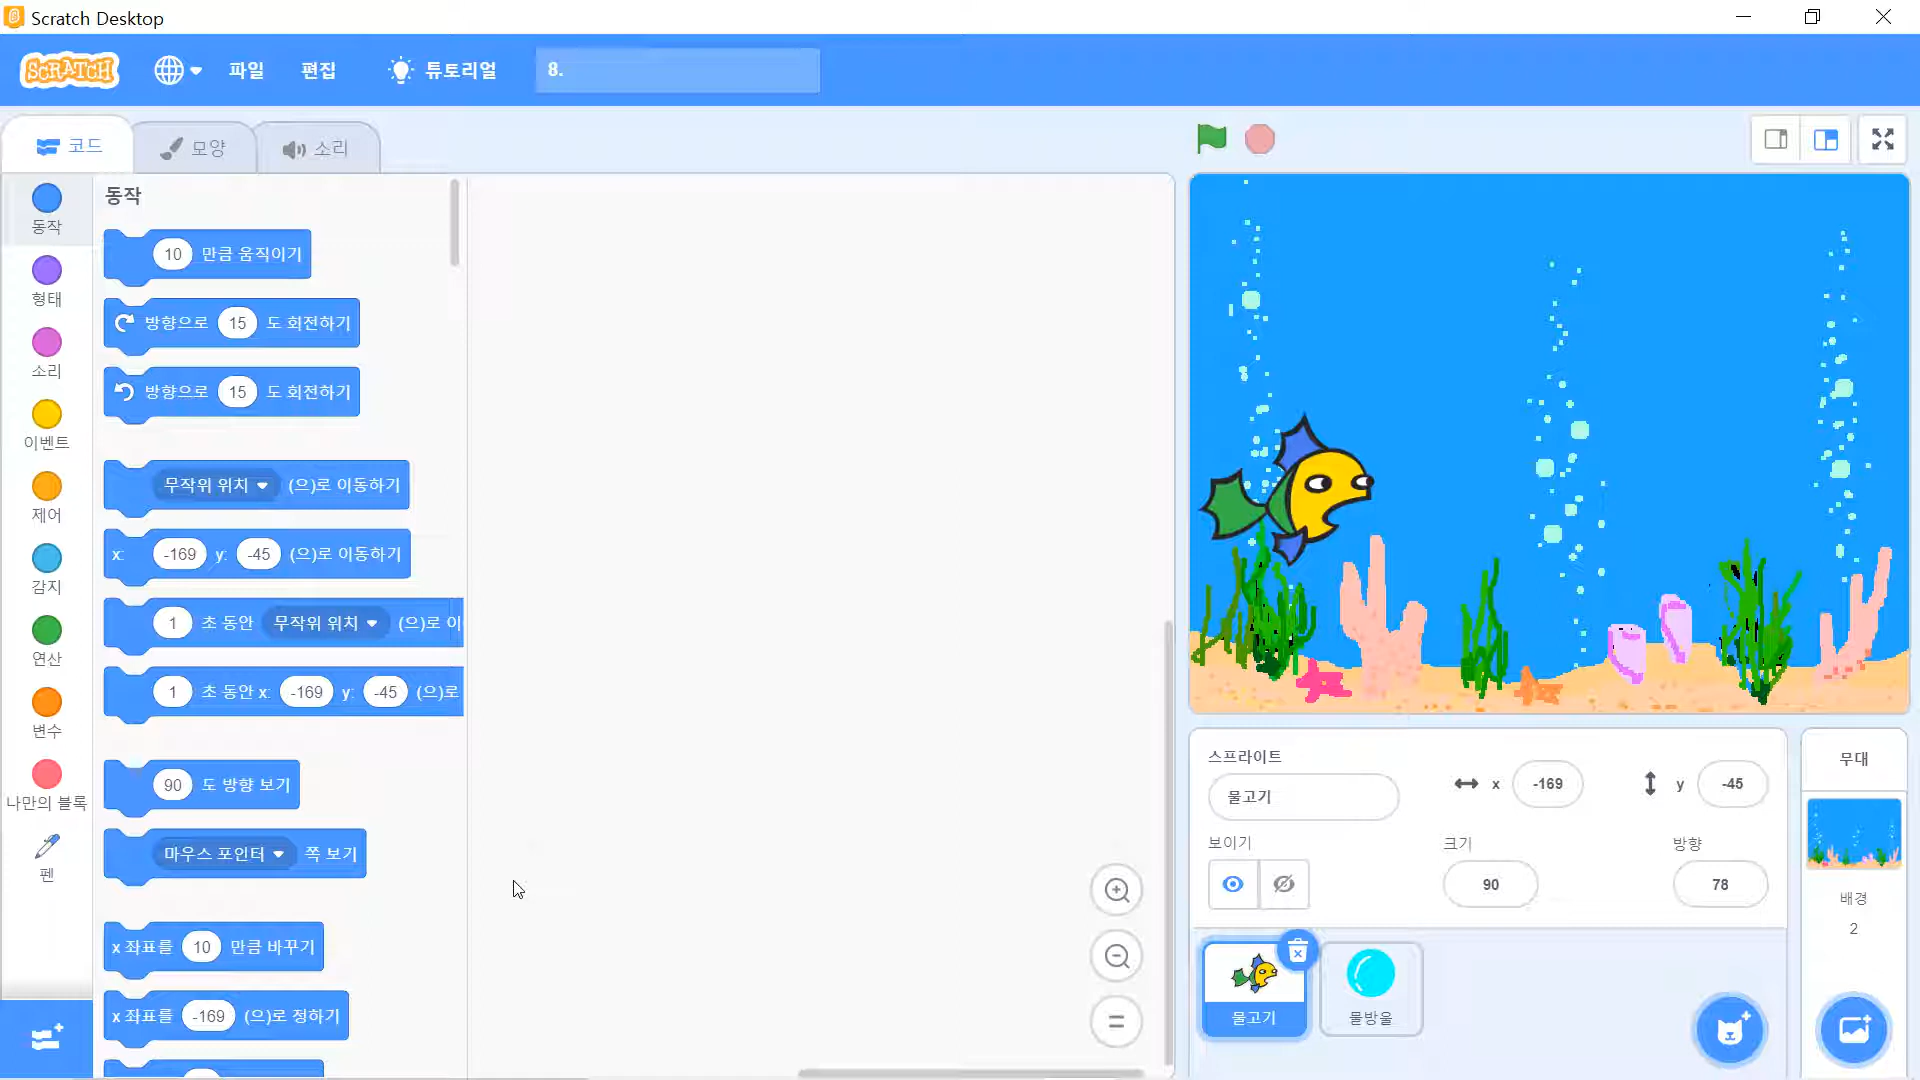 Scratch Desktop
SCRATCH
파일
편집
튜토리얼
8.
코드
모양
소리
동작
형태
소리
이벤트
제어
감지
연산
변수
나만의 블록
펜
동작
10 만큼 움직이기
방향으로 15 도 회전하기
방향으로 15 도 회전하기
무작위 위치 (으)로 이동하기
x: -169 y: -45 (으)로 이동하기
1 초 동안 무작위 위치 (으)로 이
1 초 동안 x: -169 y: -45 (으)로
90 도 방향 보기
마우스 포인터 쪽 보기
x 좌표를 10 만큼 바꾸기
x 좌표를 -169 (으)로 정하기
스프라이트
물고기
x -169
y -45
보이기
크기
90
방향
78
물고기
물방울
무대
배경
2